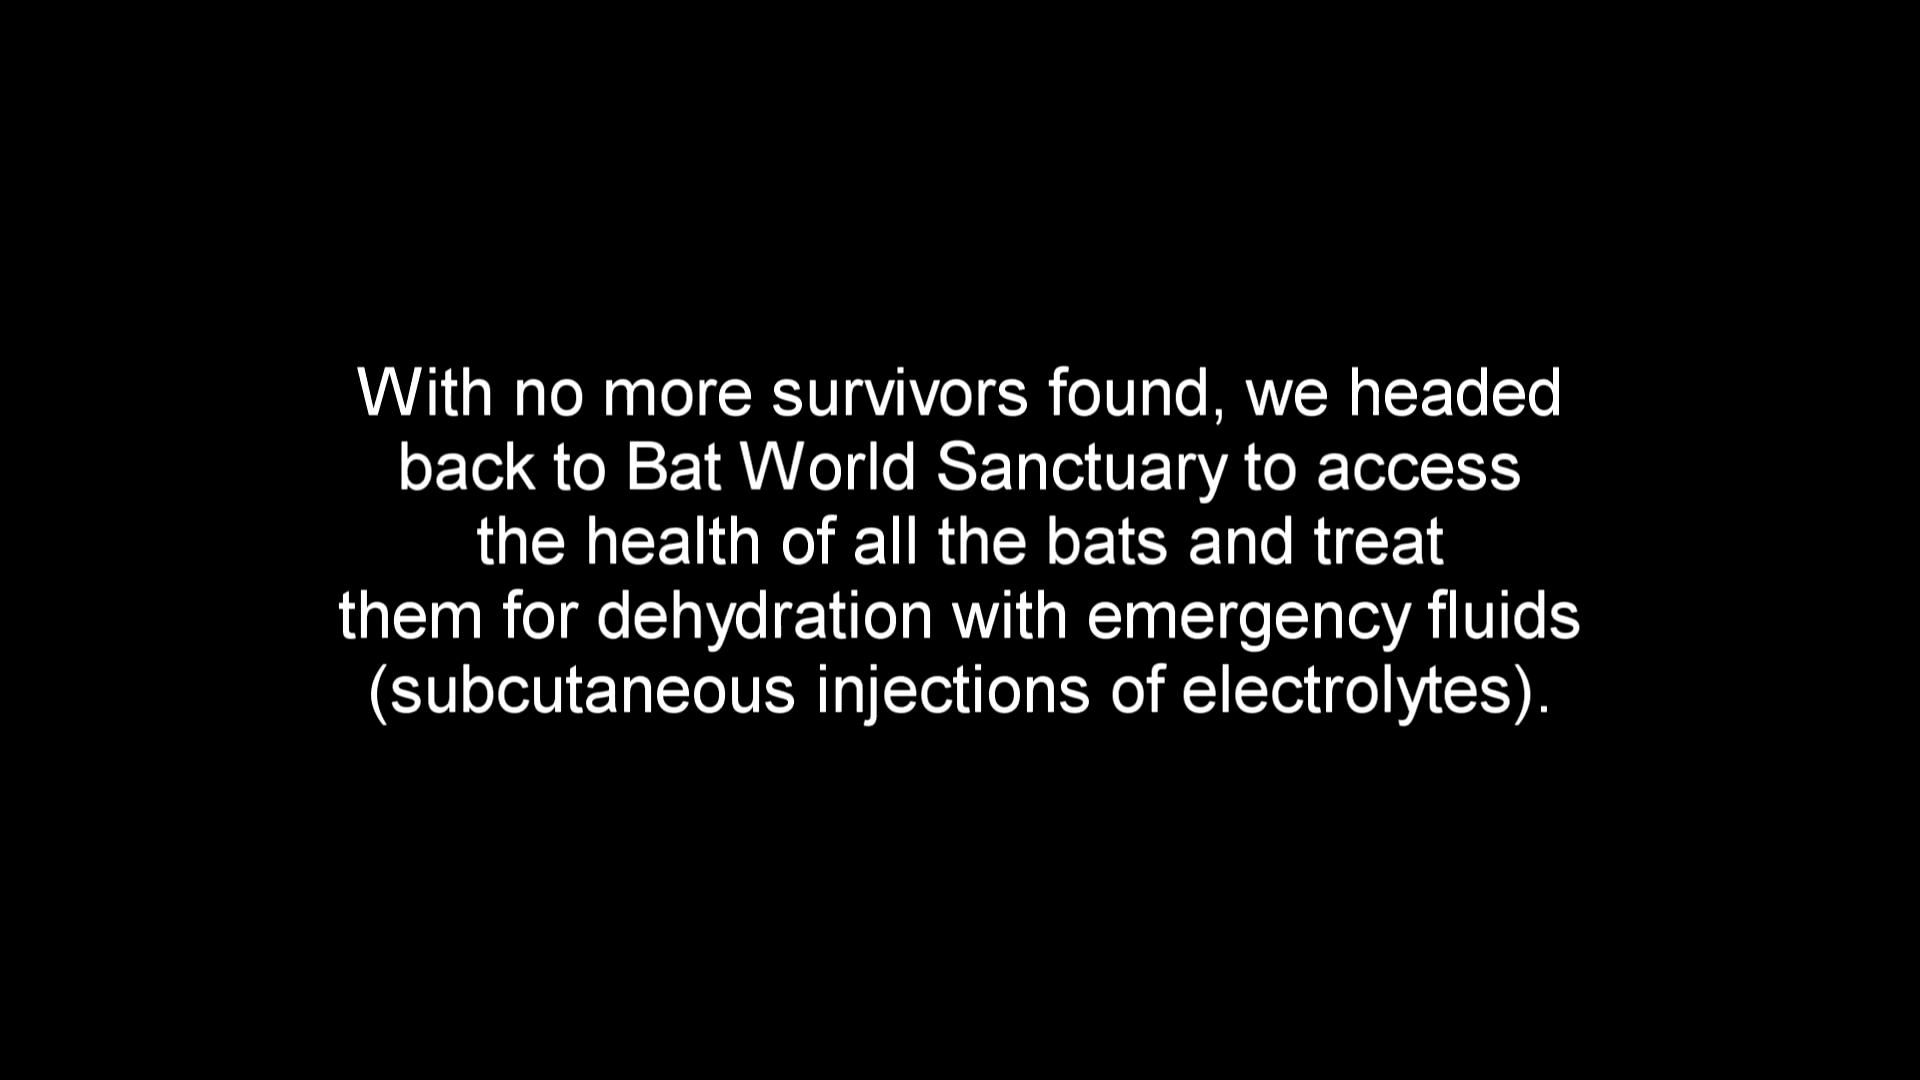 With no more survivors found, we headed
back to Bat World Sanctuary to access
the health of all the bats and treat
them for dehydration with emergency fluids
(subcutaneous injections of electrolytes).